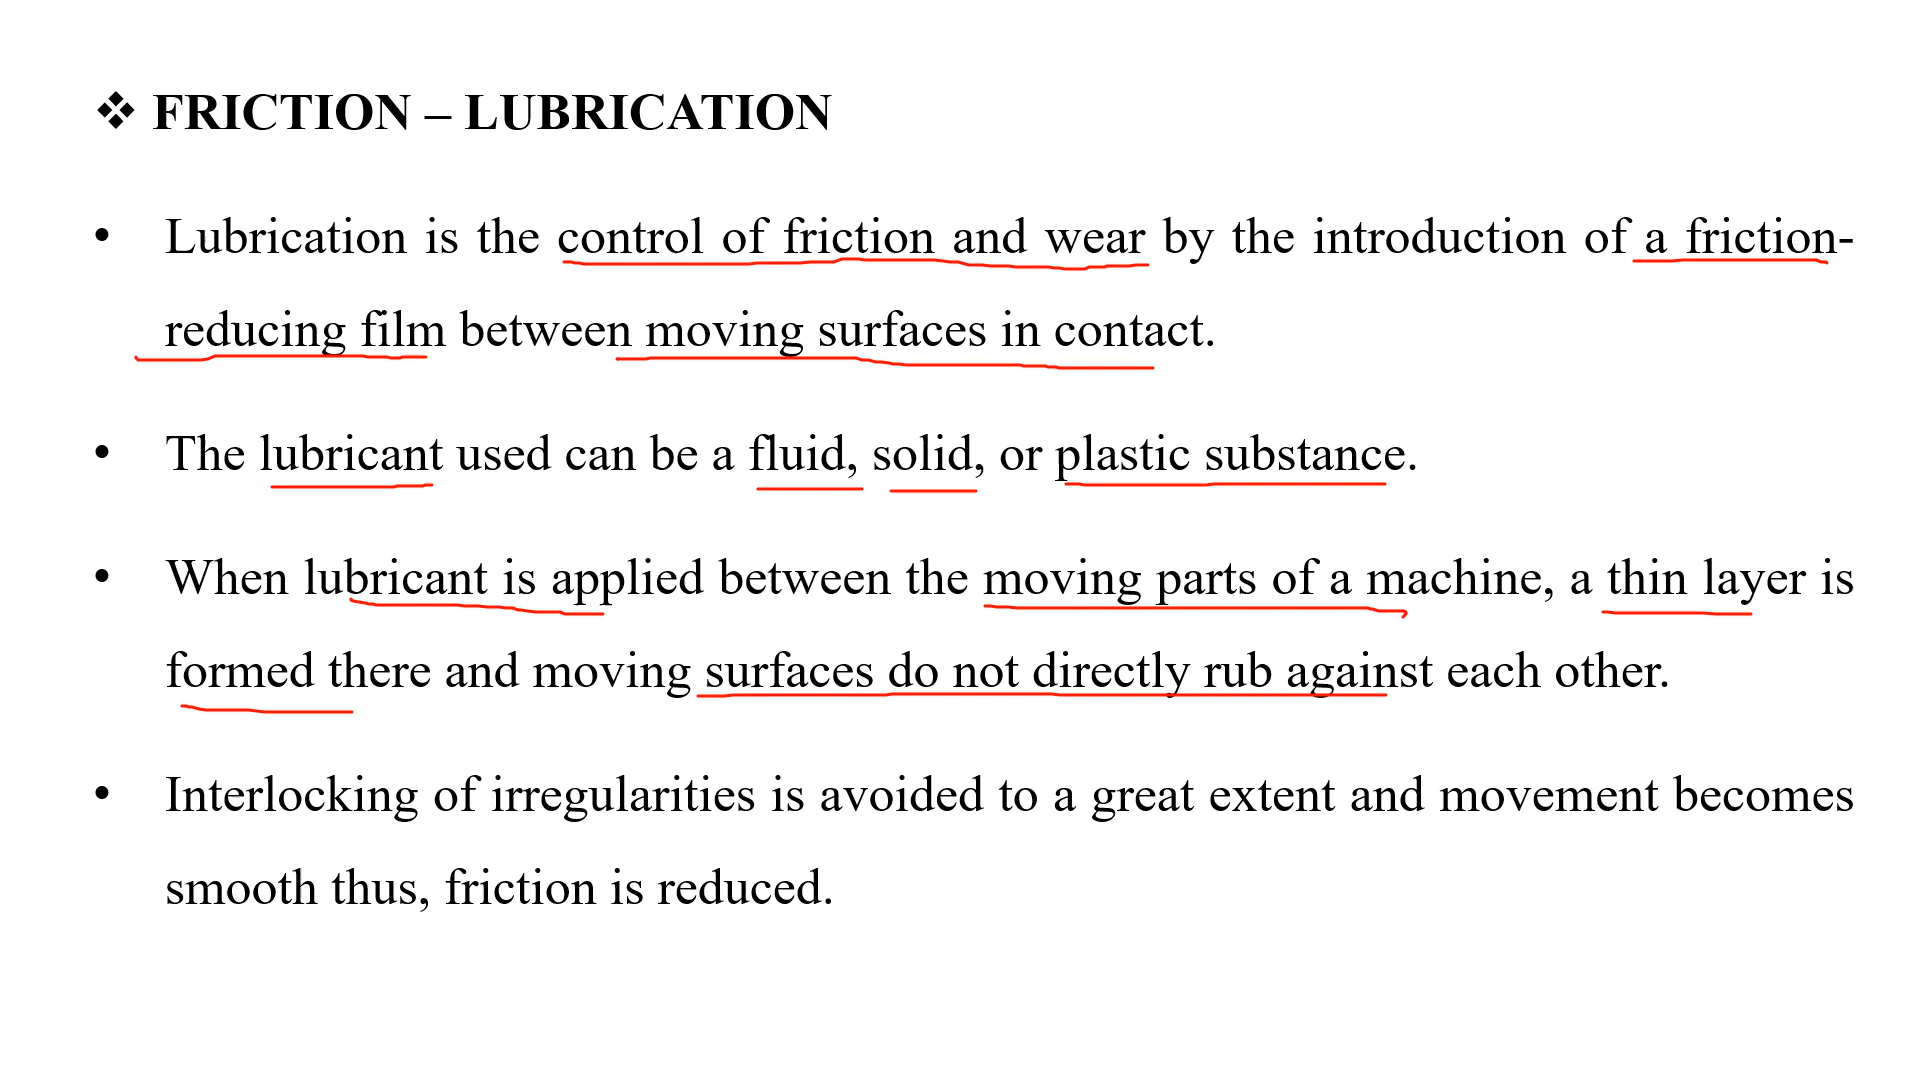 ❖ FRICTION – LUBRICATION
• Lubrication is the control of friction and wear by the introduction of a friction-
reducing film between moving surfaces in contact.
• The lubricant used can be a fluid, solid, or plastic substance.
• When lubricant is applied between the moving parts of a machine, a thin layer is
formed there and moving surfaces do not directly rub against each other.
• Interlocking of irregularities is avoided to a great extent and movement becomes
smooth thus, friction is reduced.